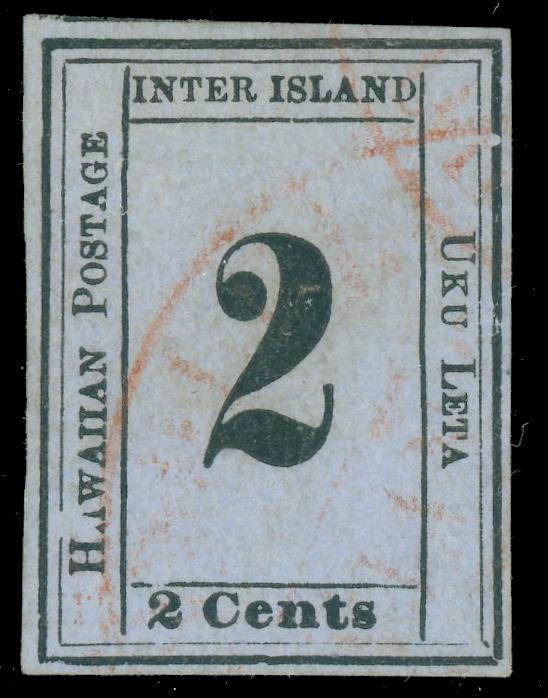 INTER ISLAND
HAWAIIAN POSTAGE
2
UKU LETA
2 Cents